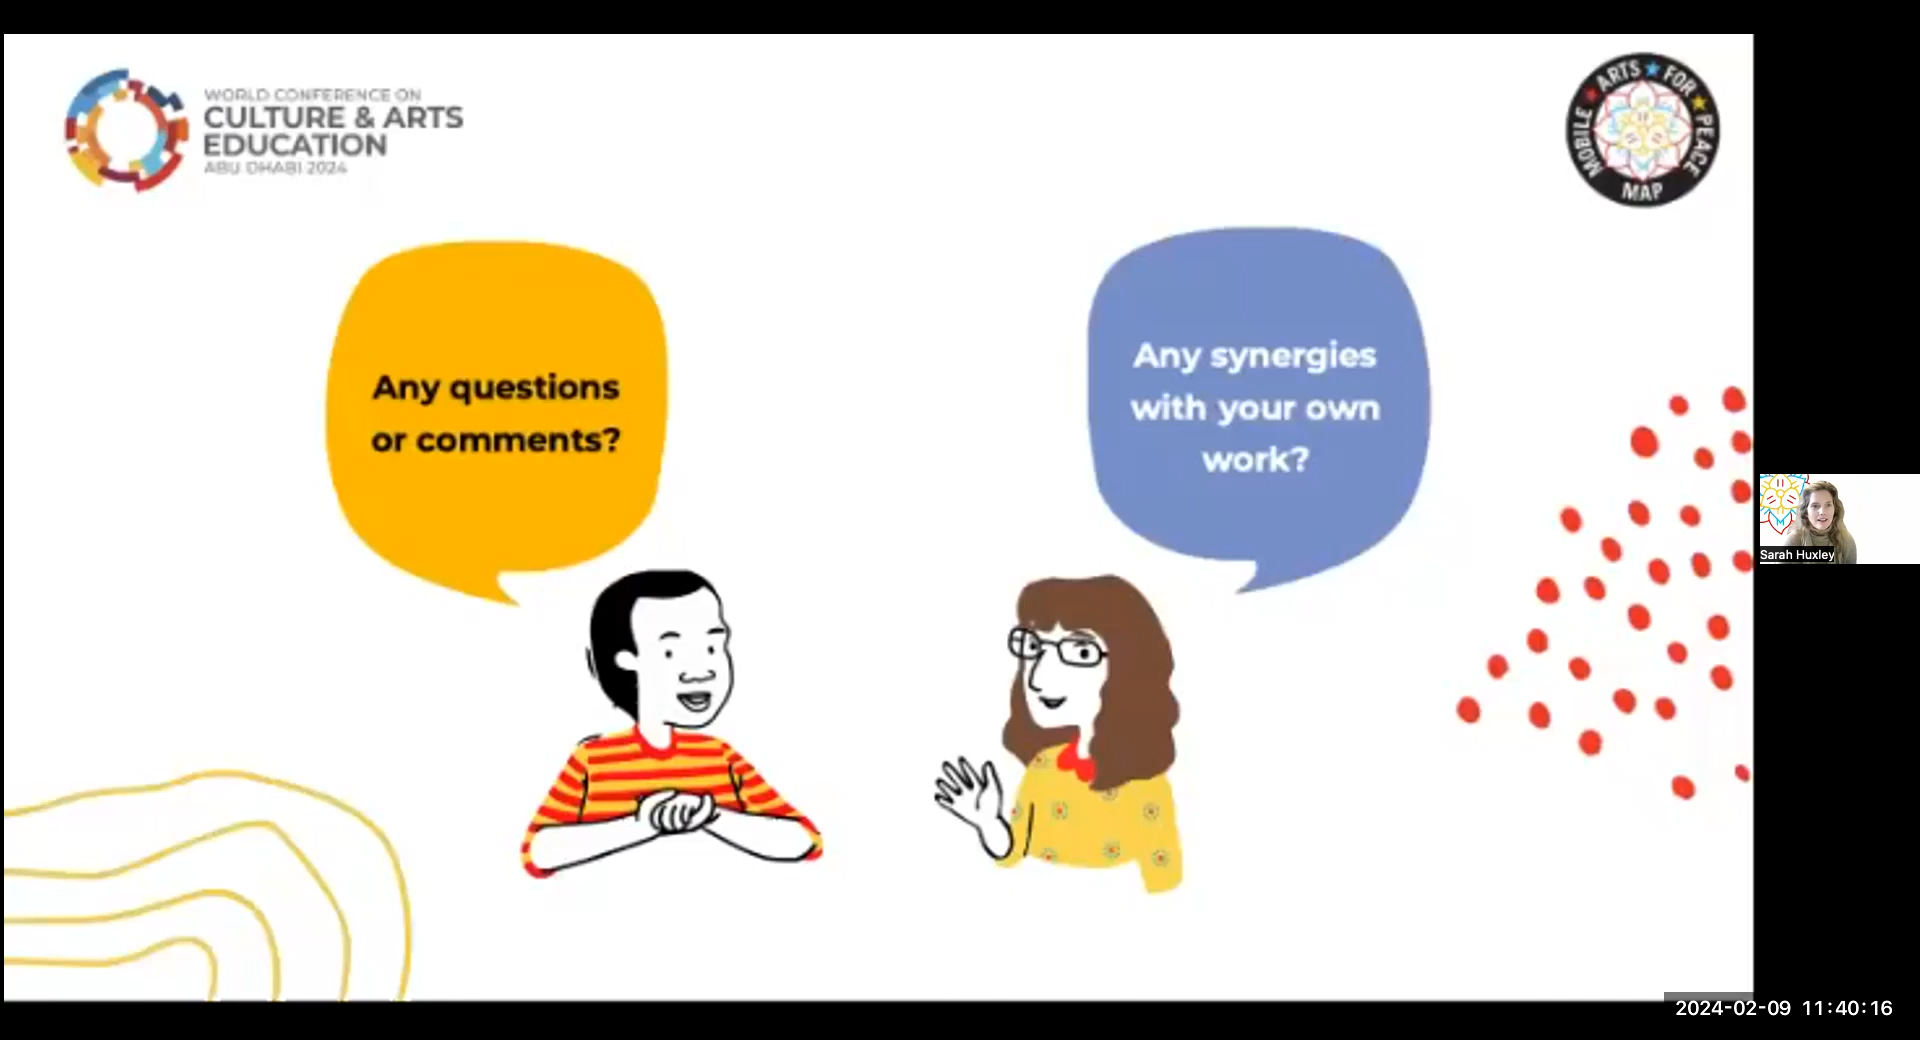 WORLD CONFERENCE ON
CULTURE & ARTS
EDUCATION
ABU DHABI 2024
MOBILE ★ ARTS ★ FOR ★ PEACE
MAP
Any questions
or comments?
Any synergies
with your own
work?
Sarah Huxley
2024-02-09 11:40:16